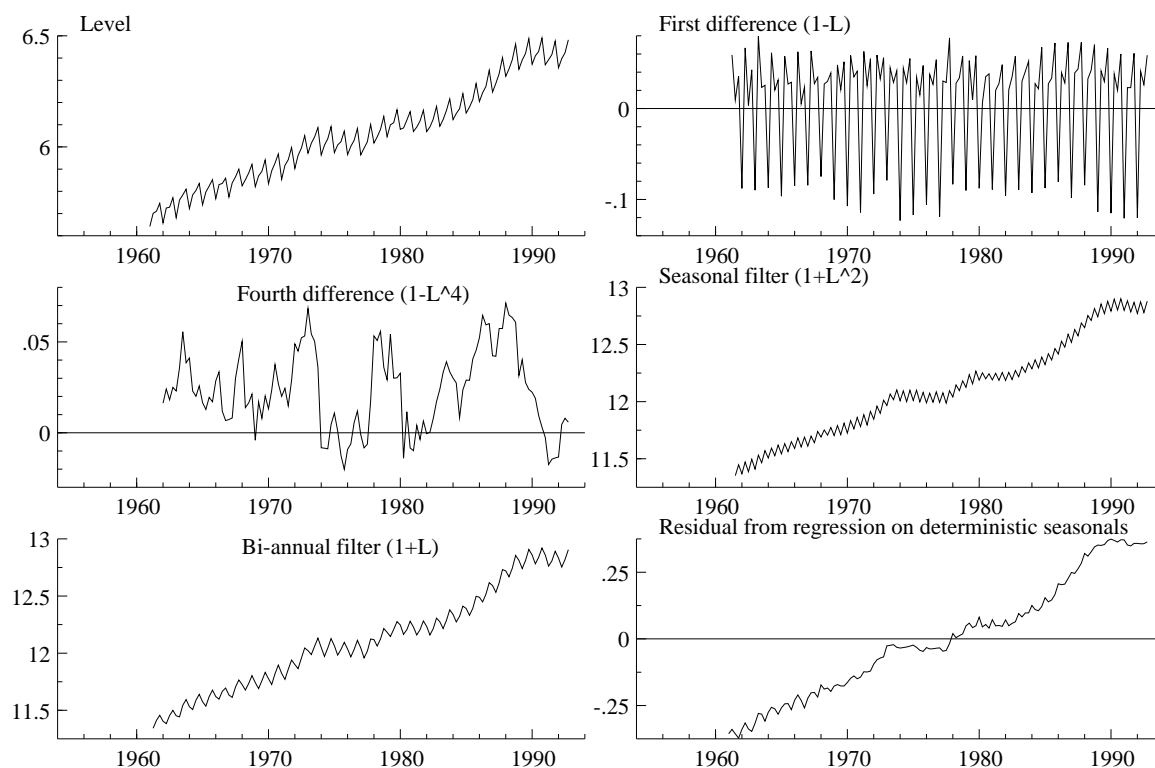 Level
6.5
6
1960 1970 1980 1990
First difference (1-L)
0
-.1
1960 1970 1980 1990
Fourth difference (1-L^4)
.05
0
1960 1970 1980 1990
Seasonal filter (1+L^2)
13
12.5
12
11.5
1960 1970 1980 1990
Bi-annual filter (1+L)
13
12.5
12
11.5
1960 1970 1980 1990
Residual from regression on deterministic seasonals
.25
0
-.25
1960 1970 1980 1990